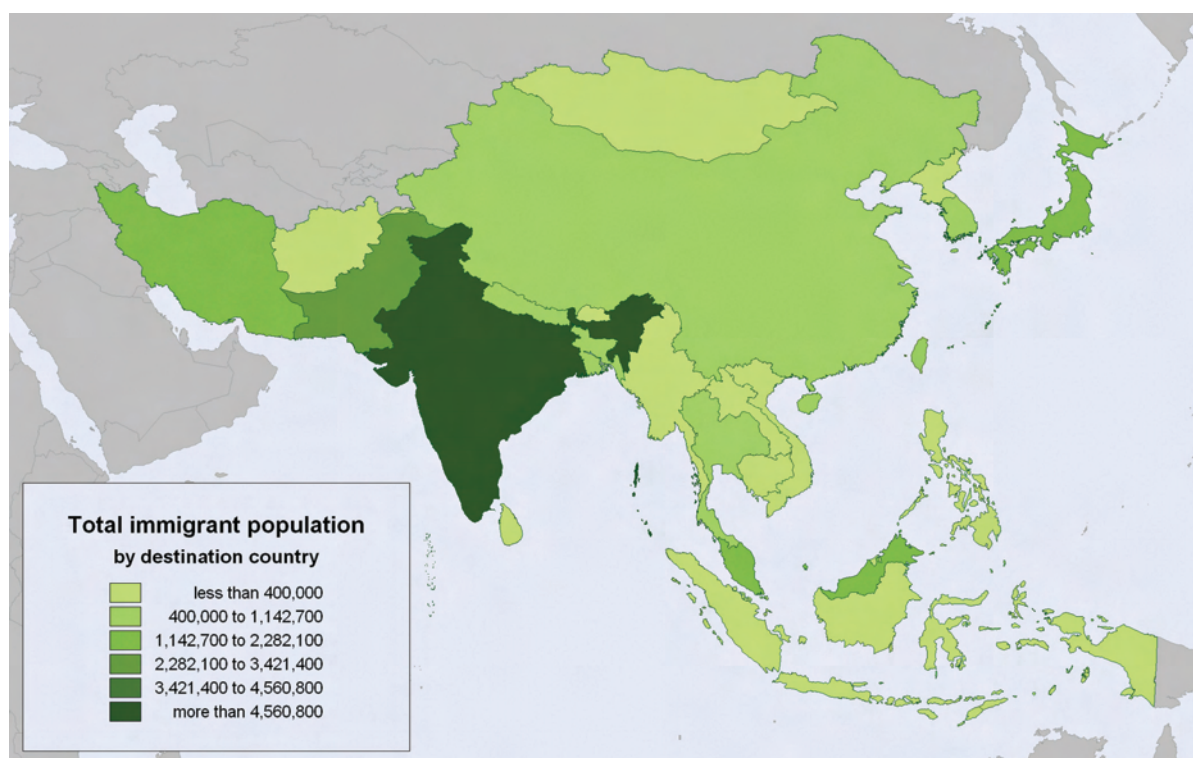 Total immigrant population
by destination country
less than 400,000
400,000 to 1,142,700
1,142,700 to 2,282,100
2,282,100 to 3,421,400
3,421,400 to 4,560,800
more than 4,560,800